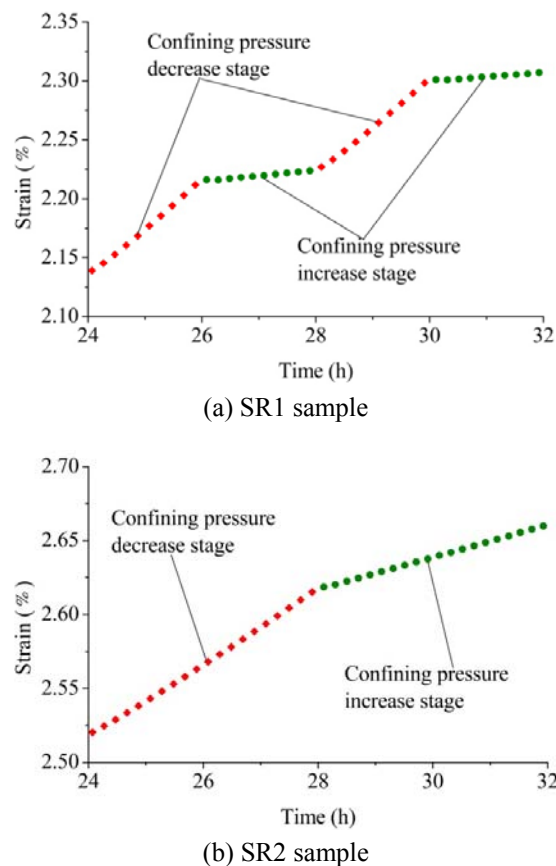 2.35
Confining pressure
decrease stage
2.30
2.25
Strain ( % )
2.20
Confining pressure
increase stage
2.15
2.10
24 26 28 30 32
Time (h)
(a) SR1 sample
2.70
Confining pressure
decrease stage
2.65
Strain ( % )
2.60
2.55
Confining pressure
increase stage
2.50
24 26 28 30 32
Time (h)
(b) SR2 sample